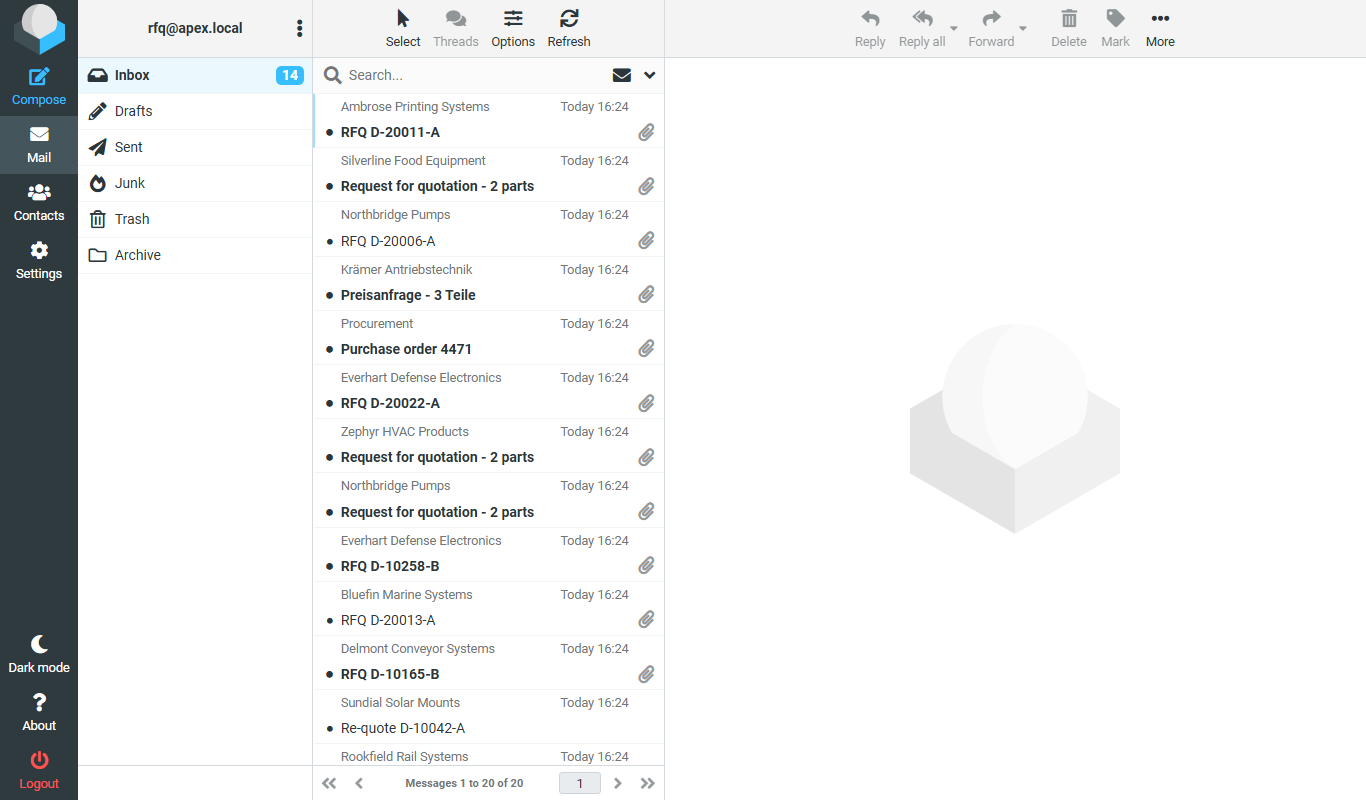 rfq@apex.local
Select
Threads
Options
Refresh
Reply
Reply all
Forward
Delete
Mark
More
Compose
Mail
Contacts
Settings
Dark mode
About
Logout
Inbox
14
Drafts
Sent
Junk
Trash
Archive
Search...
Ambrose Printing Systems Today 16:24
RFQ D-20011-A
Silverline Food Equipment Today 16:24
Request for quotation - 2 parts
Northbridge Pumps Today 16:24
RFQ D-20006-A
Krämer Antriebstechnik Today 16:24
Preisanfrage - 3 Teile
Procurement Today 16:24
Purchase order 4471
Everhart Defense Electronics Today 16:24
RFQ D-20022-A
Zephyr HVAC Products Today 16:24
Request for quotation - 2 parts
Northbridge Pumps Today 16:24
Request for quotation - 2 parts
Everhart Defense Electronics Today 16:24
RFQ D-10258-B
Bluefin Marine Systems Today 16:24
RFQ D-20013-A
Delmont Conveyor Systems Today 16:24
RFQ D-10165-B
Sundial Solar Mounts Today 16:24
Re-quote D-10042-A
Rookfield Rail Systems Today 16:24
Messages 1 to 20 of 20
1